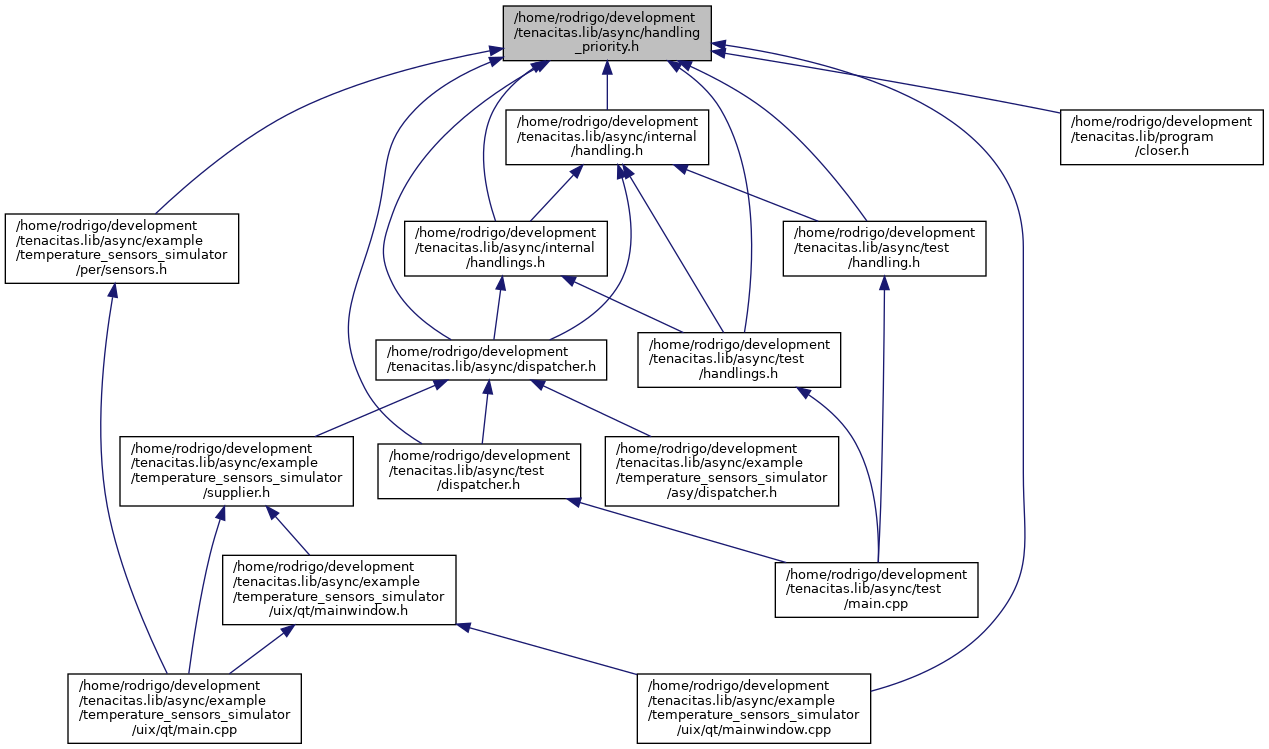 /home/rodrigo/development
/tenacitas.lib/async/handling
_priority.h
/home/rodrigo/development
/tenacitas.lib/async/internal
/handling.h
/home/rodrigo/development
/tenacitas.lib/program
/closer.h
/home/rodrigo/development
/tenacitas.lib/async/example
/temperature_sensors_simulator
/per/sensors.h
/home/rodrigo/development
/tenacitas.lib/async/internal
/handlings.h
/home/rodrigo/development
/tenacitas.lib/async/test
/handling.h
/home/rodrigo/development
/tenacitas.lib/async/dispatcher.h
/home/rodrigo/development
/tenacitas.lib/async/test
/handlings.h
/home/rodrigo/development
/tenacitas.lib/async/example
/temperature_sensors_simulator
/supplier.h
/home/rodrigo/development
/tenacitas.lib/async/test
/dispatcher.h
/home/rodrigo/development
/tenacitas.lib/async/example
/temperature_sensors_simulator
/asy/dispatcher.h
/home/rodrigo/development
/tenacitas.lib/async/example
/temperature_sensors_simulator
/uix/qt/mainwindow.h
/home/rodrigo/development
/tenacitas.lib/async/test
/main.cpp
/home/rodrigo/development
/tenacitas.lib/async/example
/temperature_sensors_simulator
/uix/qt/main.cpp
/home/rodrigo/development
/tenacitas.lib/async/example
/temperature_sensors_simulator
/uix/qt/mainwindow.cpp